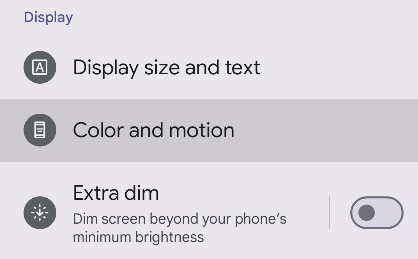 Display
Display size and text
Color and motion
Extra dim
Dim screen beyond your phone's
minimum brightness